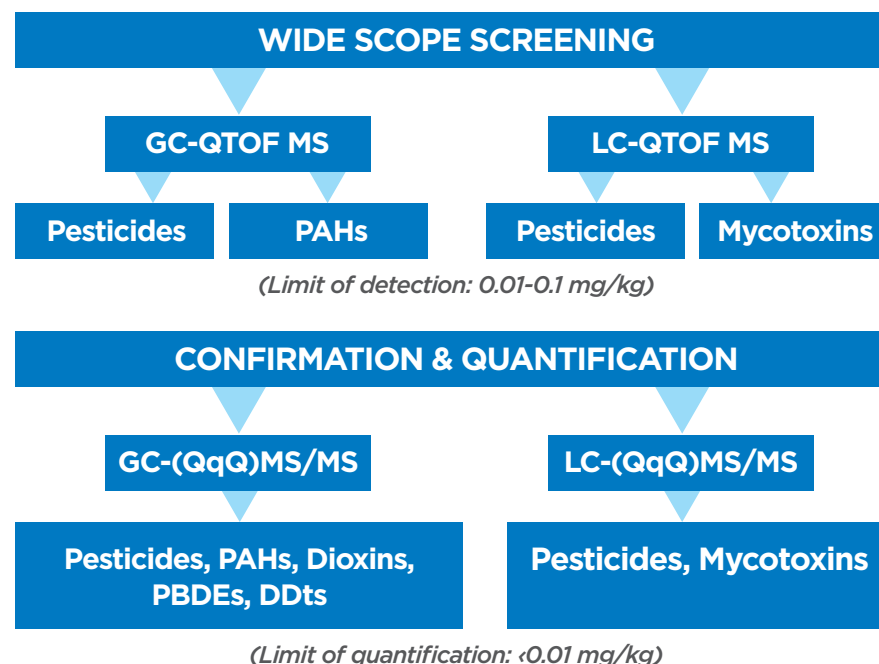 WIDE SCOPE SCREENING
GC-QTOF MS
LC-QTOF MS
Pesticides
PAHs
Pesticides
Mycotoxins
(Limit of detection: 0.01-0.1 mg/kg)
CONFIRMATION & QUANTIFICATION
GC-(QqQ)MS/MS
LC-(QqQ)MS/MS
Pesticides, PAHs, Dioxins,
PBDEs, DDts
Pesticides, Mycotoxins
(Limit of quantification: <0.01 mg/kg)